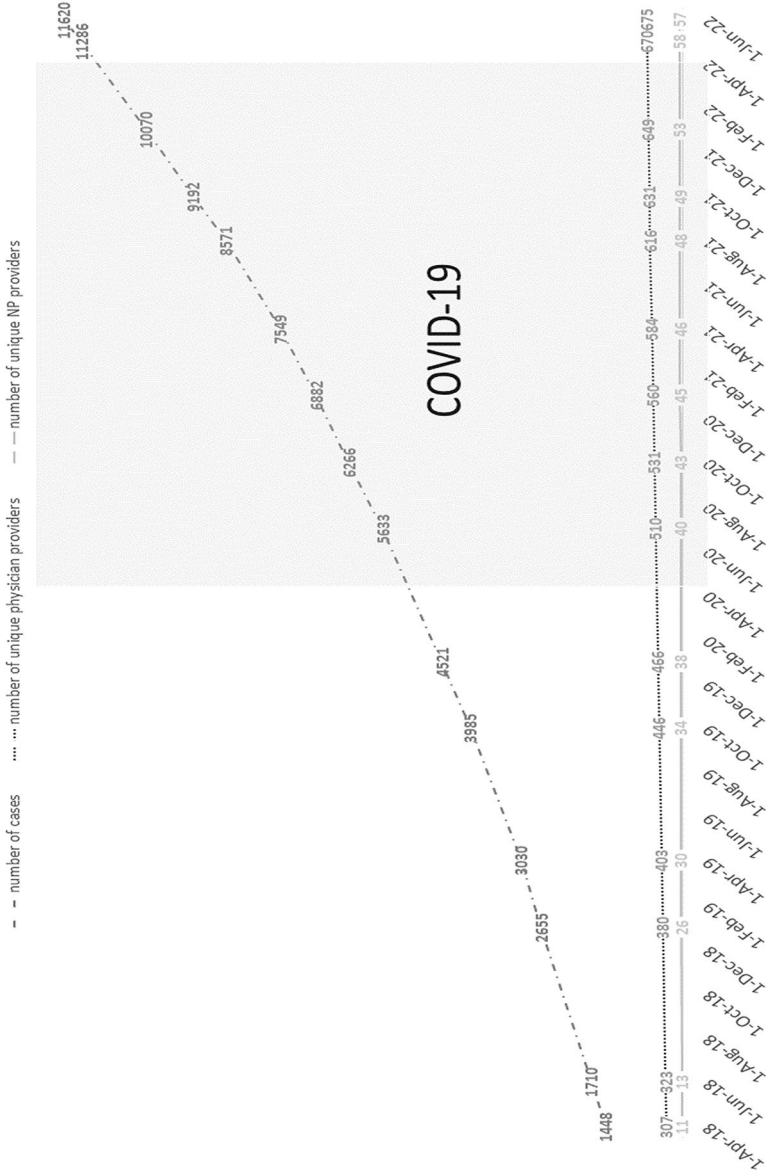 number of cases
number of unique physician providers
number of unique NP providers
COVID-19
1448
1710
2655
3030
3985
4521
5633
6266
6882
7549
8571
9192
10070
11286
11620
307
323
380
403
446
466
510
531
560
584
616
631
649
670
675
11
13
26
30
34
38
40
43
45
46
48
49
53
58
57
1-Apr-18
1-Jun-18
1-Aug-18
1-Oct-18
1-Dec-18
1-Feb-19
1-Apr-19
1-Jun-19
1-Aug-19
1-Oct-19
1-Dec-19
1-Feb-20
1-Apr-20
1-Jun-20
1-Aug-20
1-Oct-20
1-Dec-20
1-Feb-21
1-Apr-21
1-Jun-21
1-Aug-21
1-Oct-21
1-Dec-21
1-Feb-22
1-Apr-22
1-Jun-22